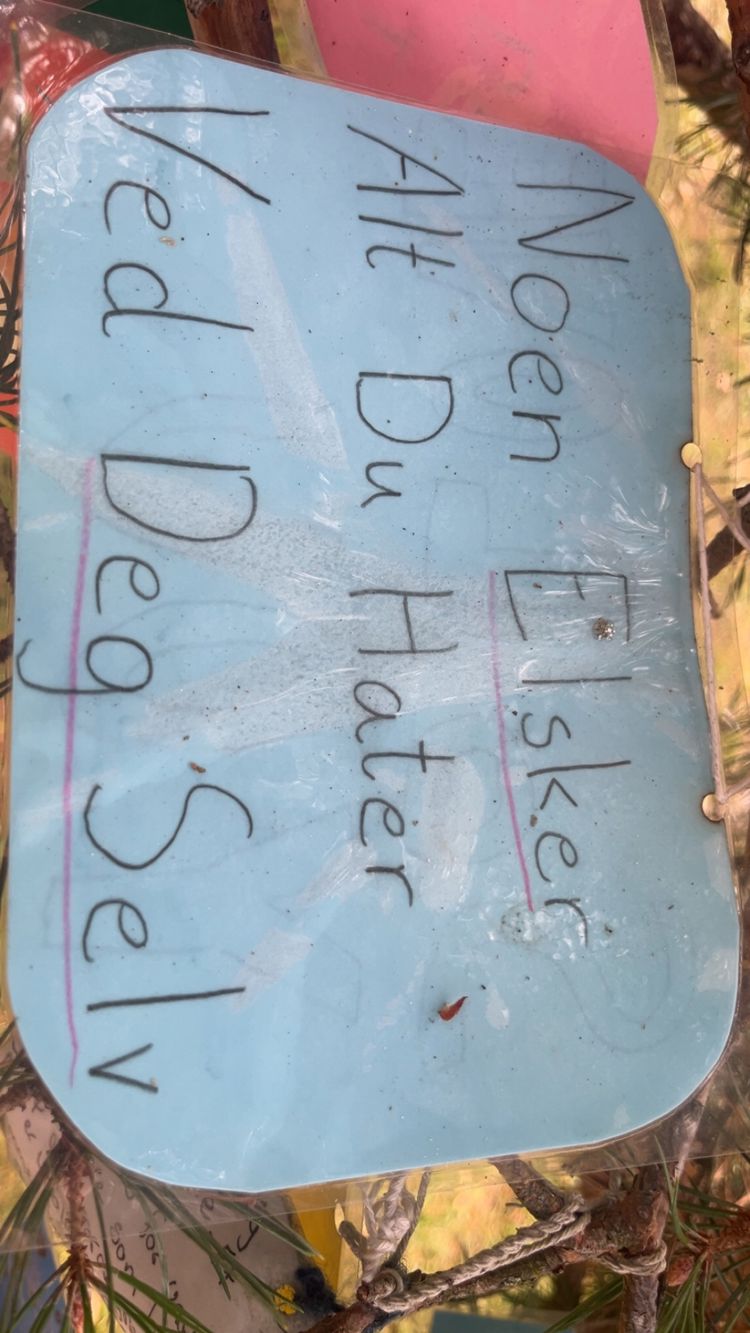 Noen Elsker
Alt Du Hater
Ved Deg Selv